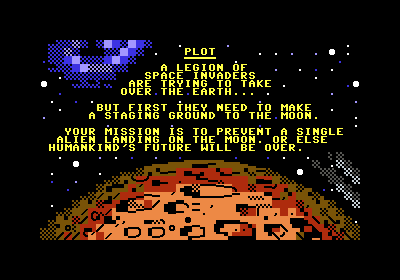 PLOT
A LEGION OF
SPACE INVADERS
ARE TRYING TO TAKE
OVER THE EARTH...
BUT FIRST THEY NEED TO MAKE
A STAGING GROUND TO THE MOON.
YOUR MISSION IS TO PREVENT A SINGLE
ALIEN LANDING ON THE MOON. OR ELSE
HUMANKIND'S FUTURE WILL BE OVER.